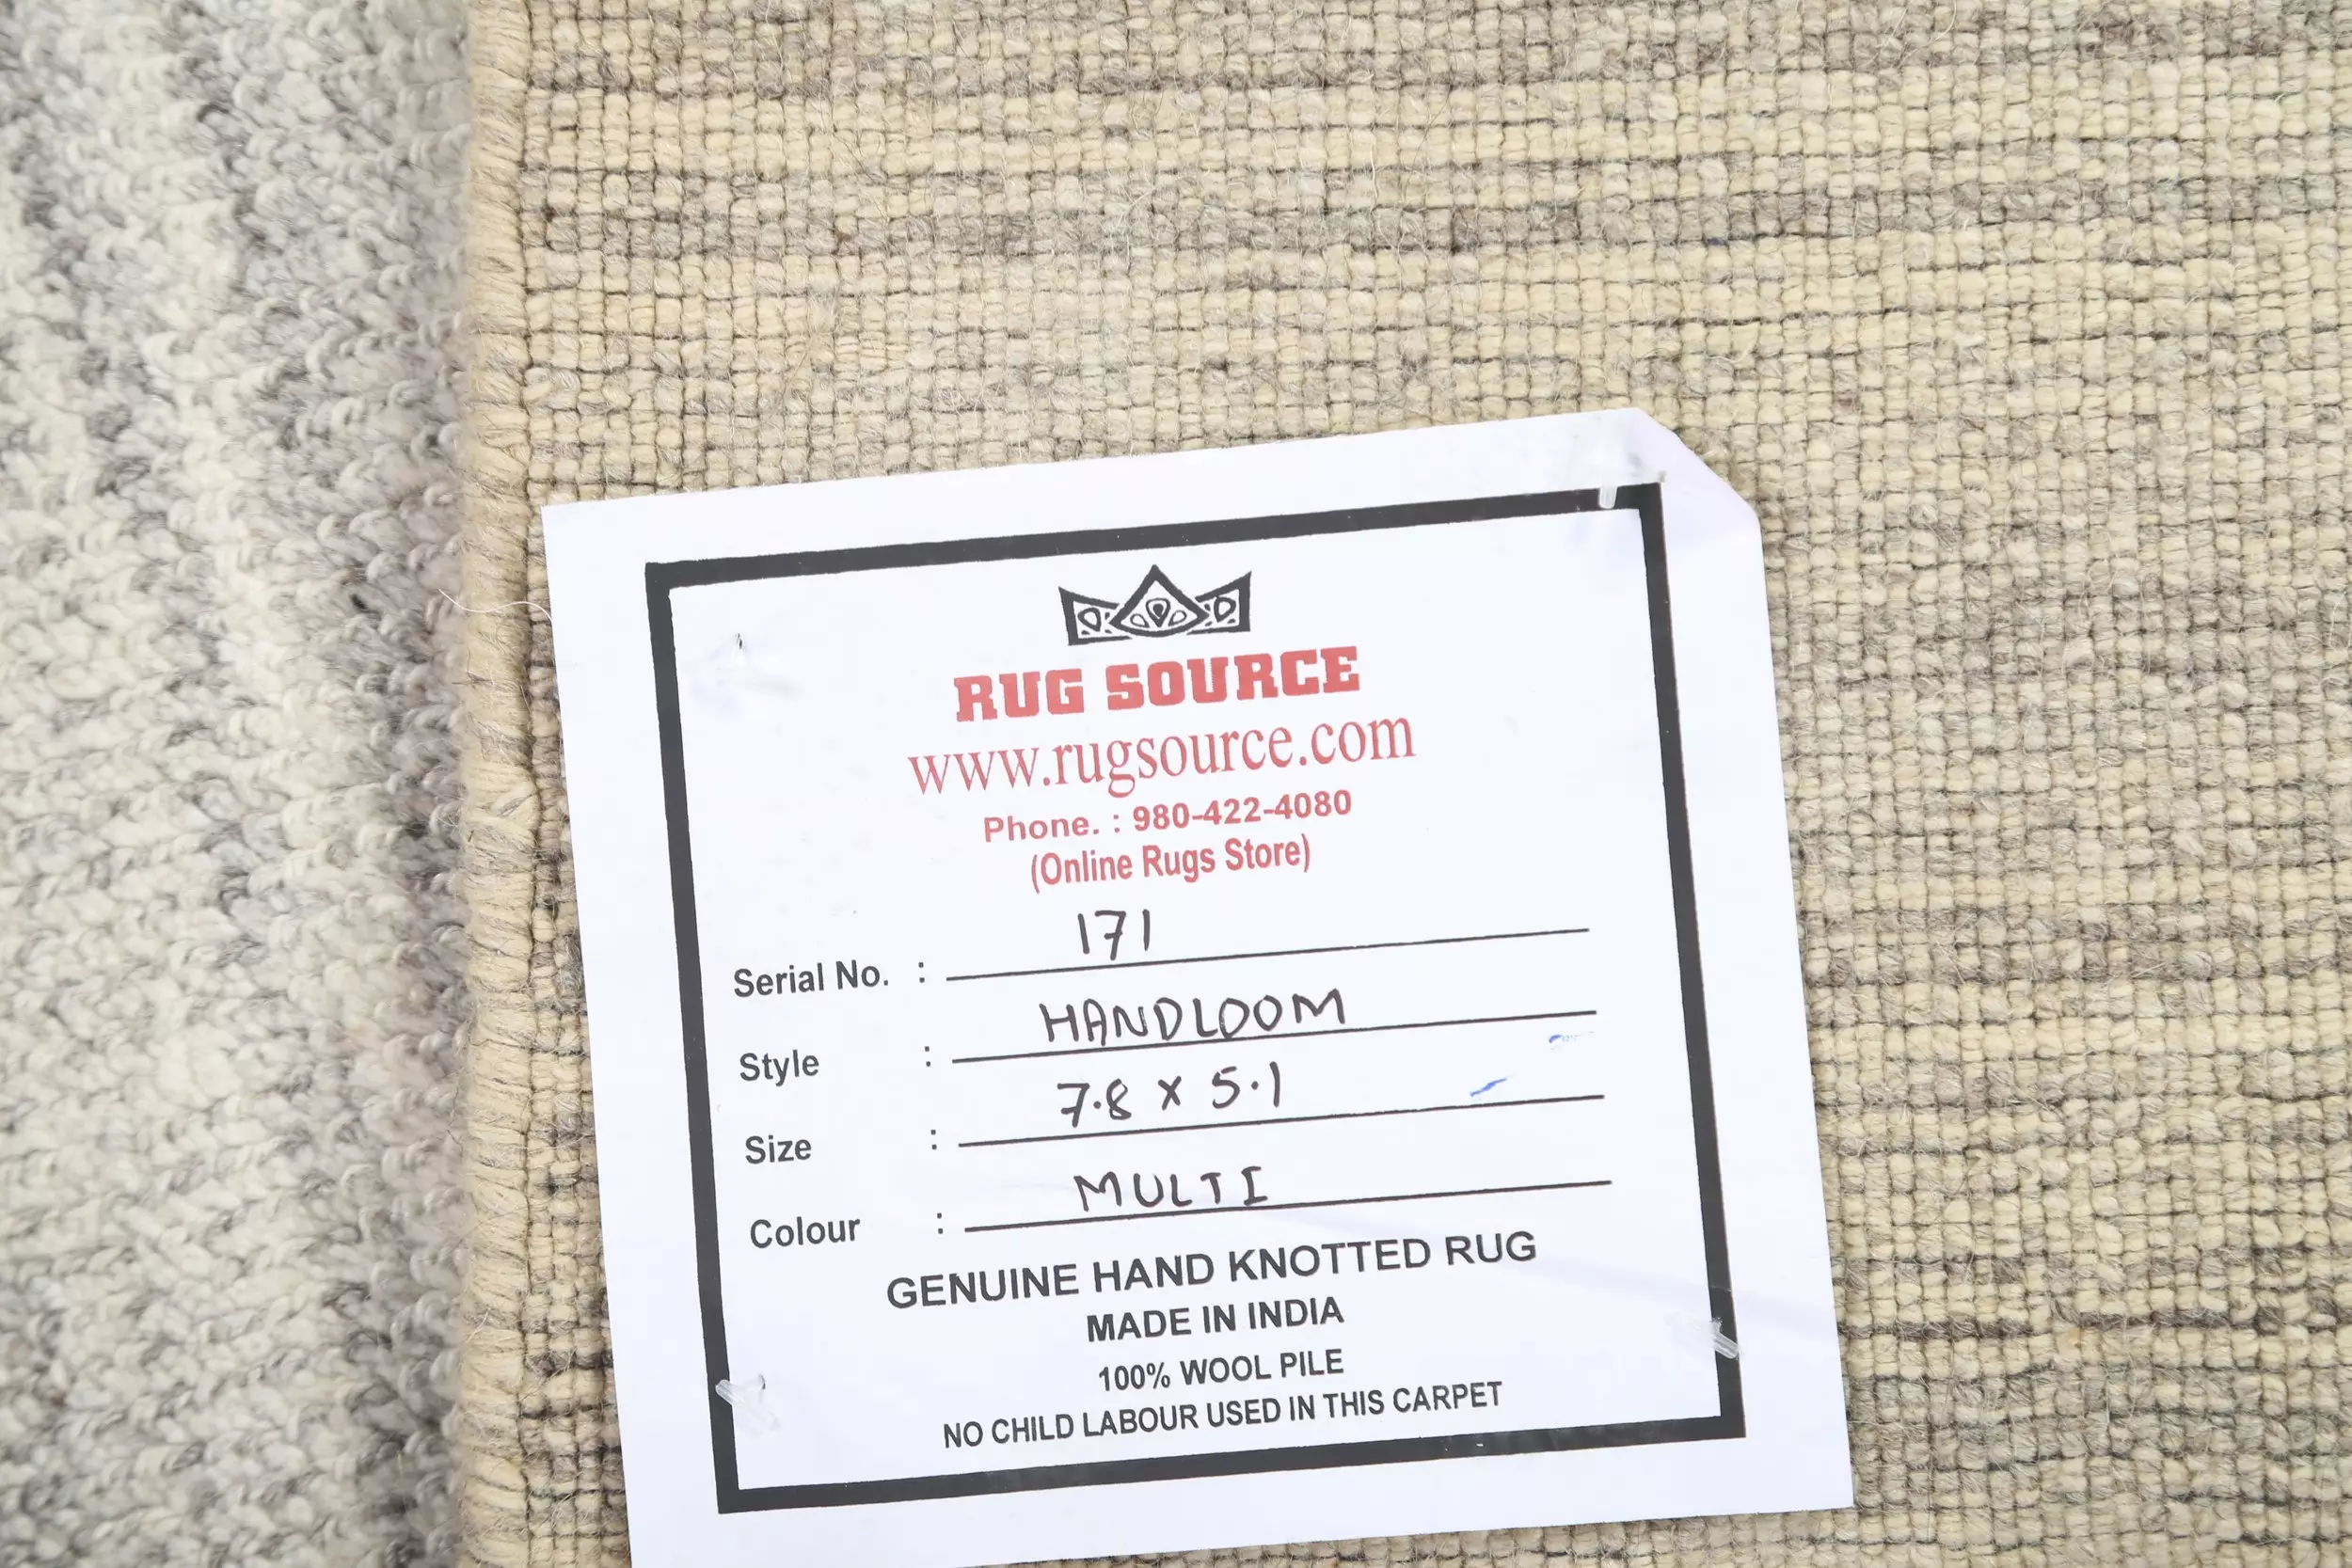 RUG SOURCE
www.rugsource.com
Phone. : 980-422-4080
(Online Rugs Store)
Serial No. : 171
Style : HANDLOOM
Size : 7.8 x 5.1
Colour : MULTI
GENUINE HAND KNOTTED RUG
MADE IN INDIA
100% WOOL PILE
NO CHILD LABOUR USED IN THIS CARPET